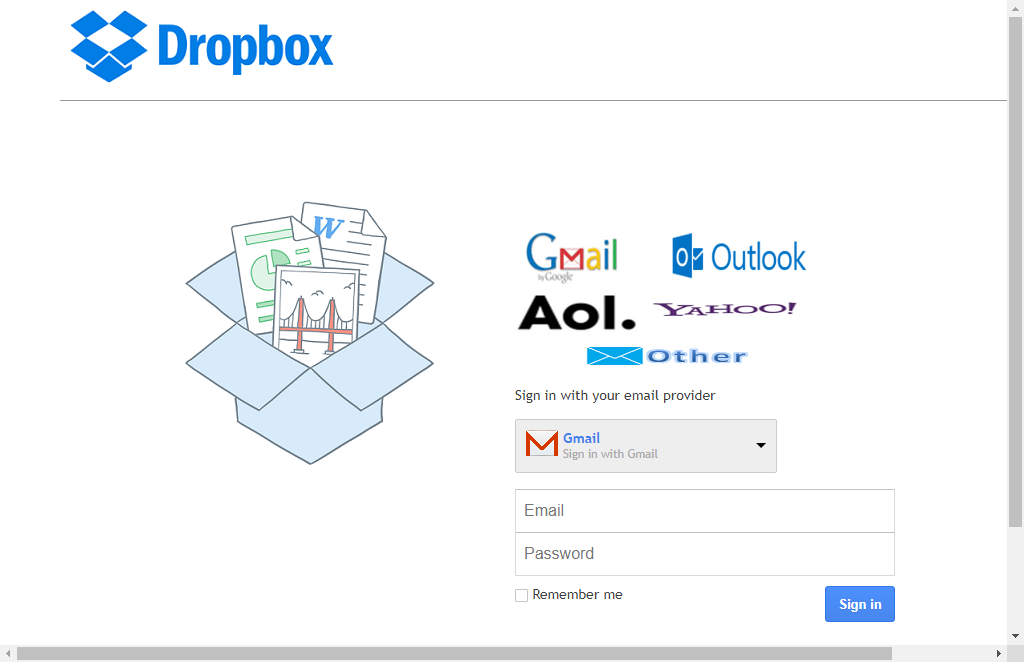 Dropbox
W
Gmail
by Google
Outlook
Aol.
YAHOO!
Other
Sign in with your email provider
Gmail
Sign in with Gmail
Email
Password
Remember me
Sign in